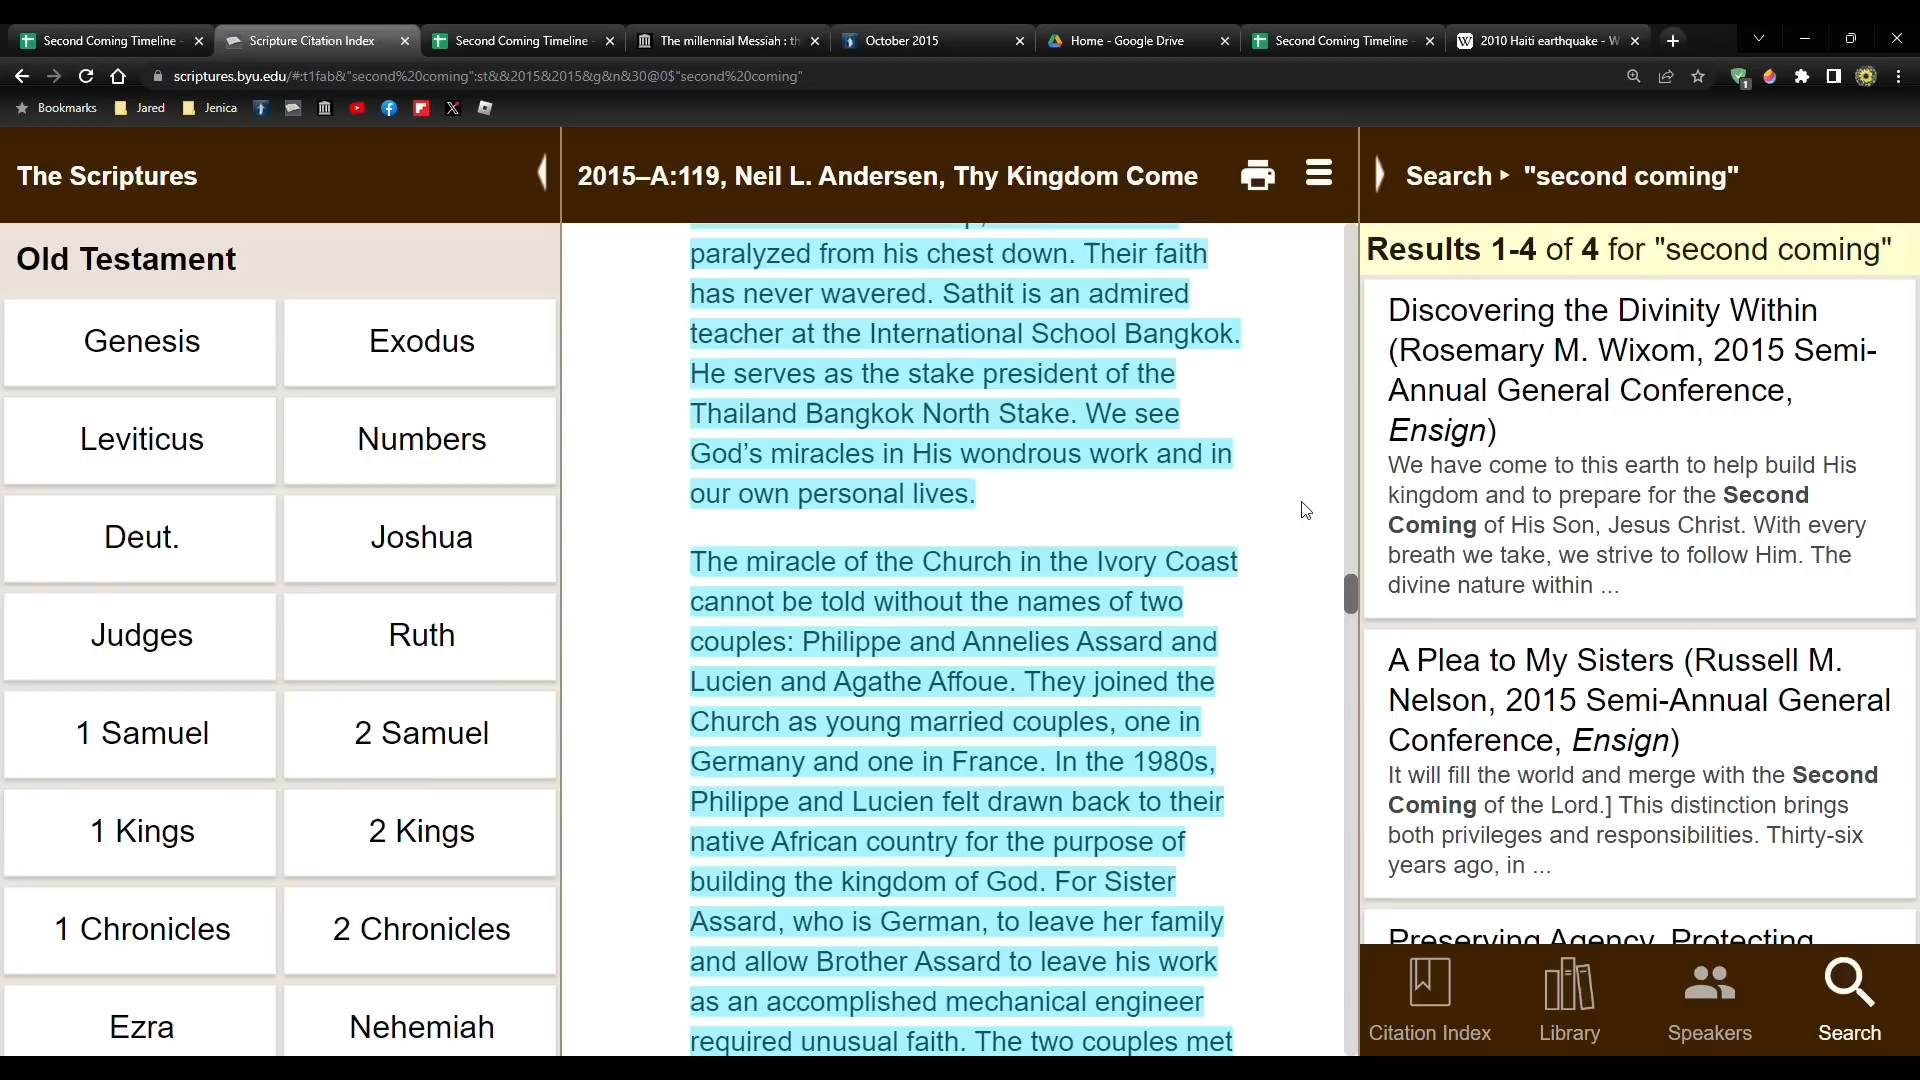 Second Coming Timeline -
Scripture Citation Index
Second Coming Timeline -
The millennial Messiah : th
October 2015
Home - Google Drive
Second Coming Timeline -
2010 Haiti earthquake - W
scriptures.byu.edu/#:t1fab&"second%20coming":st&&2015&2015&g&n&30@0$"second%20coming"
1
Bookmarks
Jared
Jenica
The Scriptures
2015–A:119, Neil L. Andersen, Thy Kingdom Come
Search ▸ "second coming"
Old Testament
Genesis
Exodus
Leviticus
Numbers
Deut.
Joshua
Judges
Ruth
1 Samuel
2 Samuel
1 Kings
2 Kings
1 Chronicles
2 Chronicles
Ezra
Nehemiah
paralyzed from his chest down. Their faith
has never wavered. Sathit is an admired
teacher at the International School Bangkok.
He serves as the stake president of the
Thailand Bangkok North Stake. We see
God’s miracles in His wondrous work and in
our own personal lives.
The miracle of the Church in the Ivory Coast
cannot be told without the names of two
couples: Philippe and Annelies Assard and
Lucien and Agathe Affoue. They joined the
Church as young married couples, one in
Germany and one in France. In the 1980s,
Philippe and Lucien felt drawn back to their
native African country for the purpose of
building the kingdom of God. For Sister
Assard, who is German, to leave her family
and allow Brother Assard to leave his work
as an accomplished mechanical engineer
required unusual faith. The two couples met
Results 1-4 of 4 for "second coming"
Discovering the Divinity Within
(Rosemary M. Wixom, 2015 Semi-
Annual General Conference,
Ensign)
We have come to this earth to help build His
kingdom and to prepare for the Second
Coming of His Son, Jesus Christ. With every
breath we take, we strive to follow Him. The
divine nature within ...
A Plea to My Sisters (Russell M.
Nelson, 2015 Semi-Annual General
Conference, Ensign)
It will fill the world and merge with the Second
Coming of the Lord.] This distinction brings
both privileges and responsibilities. Thirty-six
years ago, in ...
Preserving Agency, Protecting
Citation Index
Library
Speakers
Search